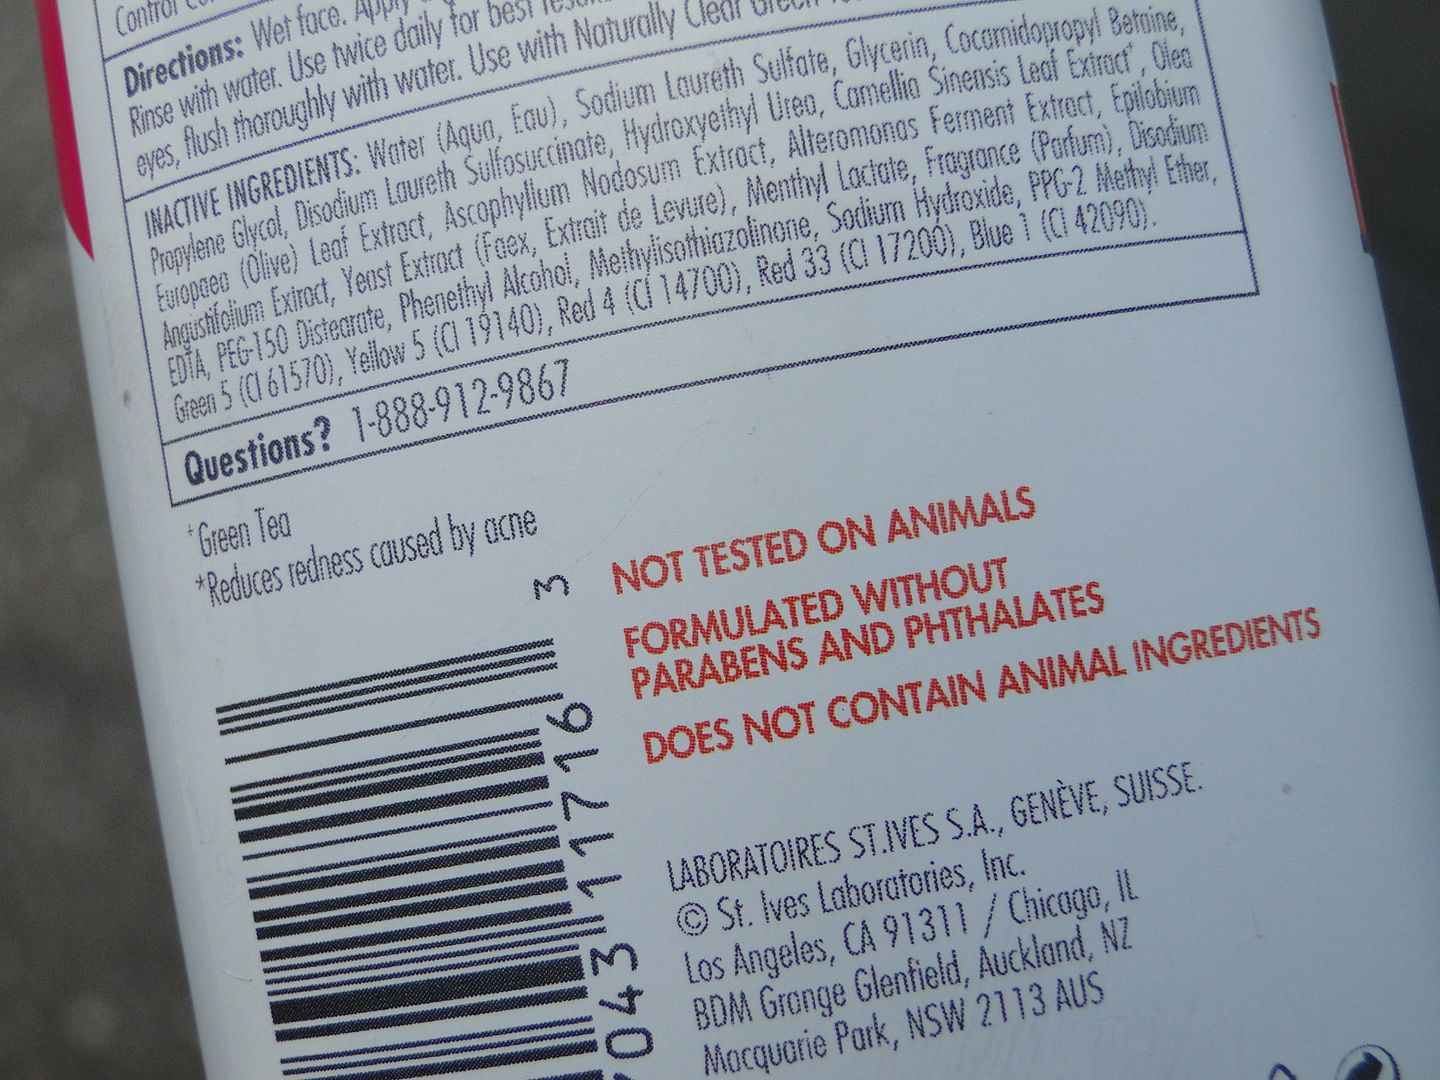 Control
Directions: Wet face. Apply
Rinse with water. Use twice daily for best
eyes, flush thoroughly with water. Use with Naturally Clear Green
INACTIVE INGREDIENTS: Water (Aqua, Eau), Sodium Laureth Sulfate, Glycerin, Cocamidopropyl Betaine,
Propylene Glycol, Disodium Laureth Sulfosuccinate, Hydroxyethyl Urea, Camellia Sinensis Leaf Extract⁺, Olea
Europaea (Olive) Leaf Extract, Ascophyllum Nodosum Extract, Alteromonas Ferment Extract, Epilobium
Angustifolium Extract, Yeast Extract (Faex, Extrait de Levure), Menthyl Lactate, Fragrance (Parfum), Disodium
EDTA, PEG-150 Distearate, Phenethyl Alcohol, Methylisothiazolinone, Sodium Hydroxide, PPG-2 Methyl Ether,
Green 5 (CI 61570), Yellow 5 (CI 19140), Red 4 (CI 14700), Red 33 (CI 17200), Blue 1 (CI 42090).
Questions? 1-888-912-9867
⁺Green Tea
*Reduces redness caused by acne
NOT TESTED ON ANIMALS
FORMULATED WITHOUT
PARABENS AND PHTHALATES
DOES NOT CONTAIN ANIMAL INGREDIENTS
LABORATOIRES ST.IVES S.A., GENÈVE, SUISSE.
© St. Ives Laboratories, Inc.
Los Angeles, CA 91311 / Chicago, IL
BDM Grange Glenfield, Auckland, NZ
Macquarie Park, NSW 2113 AUS
043 11716 3